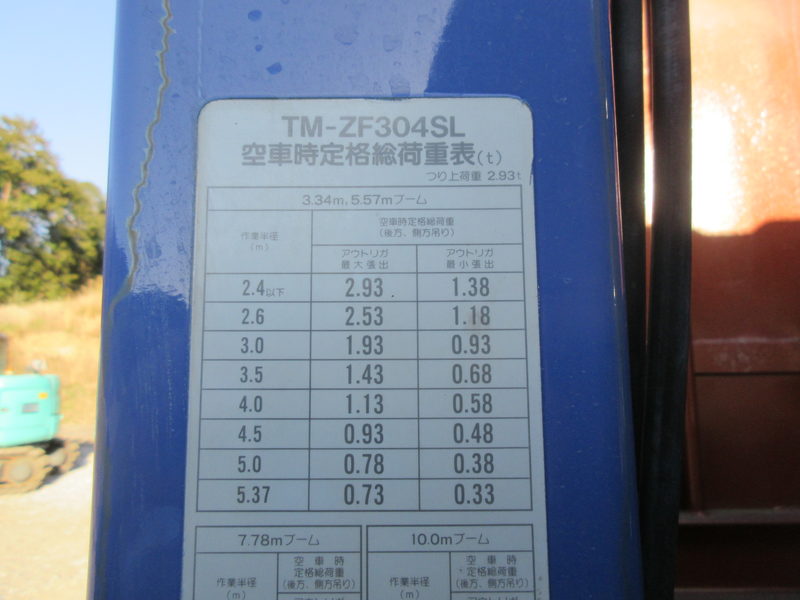 TM-ZF304SL
空車時定格総荷重表(t)
つり上荷重 2.93t
3.34m, 5.57mブーム
作業半径
(m)
空車時定格総荷重
(後方、側方吊り)
アウトリガ
最大張出
アウトリガ
最小張出
2.4以下 2.93 1.38
2.6 2.53 1.18
3.0 1.93 0.93
3.5 1.43 0.68
4.0 1.13 0.58
4.5 0.93 0.48
5.0 0.78 0.38
5.37 0.73 0.33
7.78mブーム
作業半径
(m)
空車時
定格総荷重
(後方、側方吊り)
10.0mブーム
作業半径
(m)
空車時
定格総荷重
(後方、側方吊り)